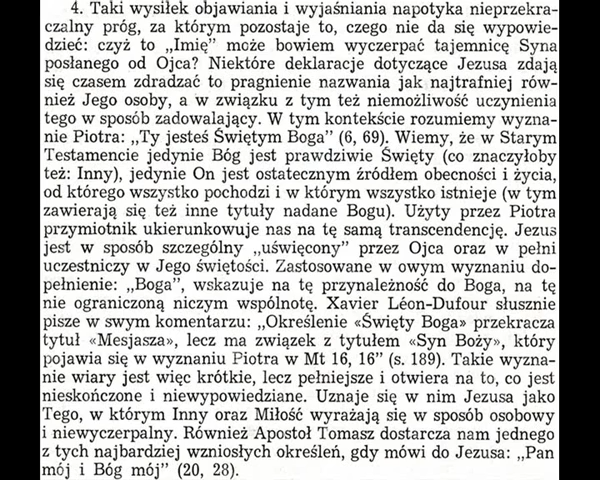 4. Taki wysiłek objawiania i wyjaśniania napotyka nieprzekra-
czalny próg, za którym pozostaje to, czego nie da się wypowie-
dzieć: czyż to „Imię” może bowiem wyczerpać tajemnicę Syna
posłanego od Ojca? Niektóre deklaracje dotyczące Jezusa zdają
się czasem zdradzać to pragnienie nazwania jak najtrafniej rów-
nież Jego osoby, a w związku z tym też niemożliwość uczynienia
tego w sposób zadowalający. W tym kontekście rozumiemy wyzna-
nie Piotra: „Ty jesteś Świętym Boga” (6, 69). Wiemy, że w Starym
Testamencie jedynie Bóg jest prawdziwie Święty (co znaczyłoby
też: Inny), jedynie On jest ostatecznym źródłem obecności i życia,
od którego wszystko pochodzi i w którym wszystko istnieje (w tym
zawierają się też inne tytuły nadane Bogu). Użyty przez Piotra
przymiotnik ukierunkowuje nas na tę samą transcendencję. Jezus
jest w sposób szczególny „uświęcony” przez Ojca oraz w pełni
uczestniczy w Jego świętości. Zastosowane w owym wyznaniu do-
pełnienie: „Boga”, wskazuje na tę przynależność do Boga, na tę
nie ograniczoną niczym wspólnotę. Xavier Léon-Dufour słusznie
pisze w swym komentarzu: „Określenie «Święty Boga» przekracza
tytuł «Mesjasza», lecz ma związek z tytułem «Syn Boży», który
pojawia się w wyznaniu Piotra w Mt 16, 16” (s. 189). Takie wyzna-
nie wiary jest więc krótkie, lecz pełniejsze i otwiera na to, co jest
nieskończone i niewypowiedziane. Uznaje się w nim Jezusa jako
Tego, w którym Inny oraz Miłość wyrażają się w sposób osobowy
i niewyczerpalny. Również Apostoł Tomasz dostarcza nam jednego
z tych najbardziej wzniosłych określeń, gdy mówi do Jezusa: „Pan
mój i Bóg mój” (20, 28).